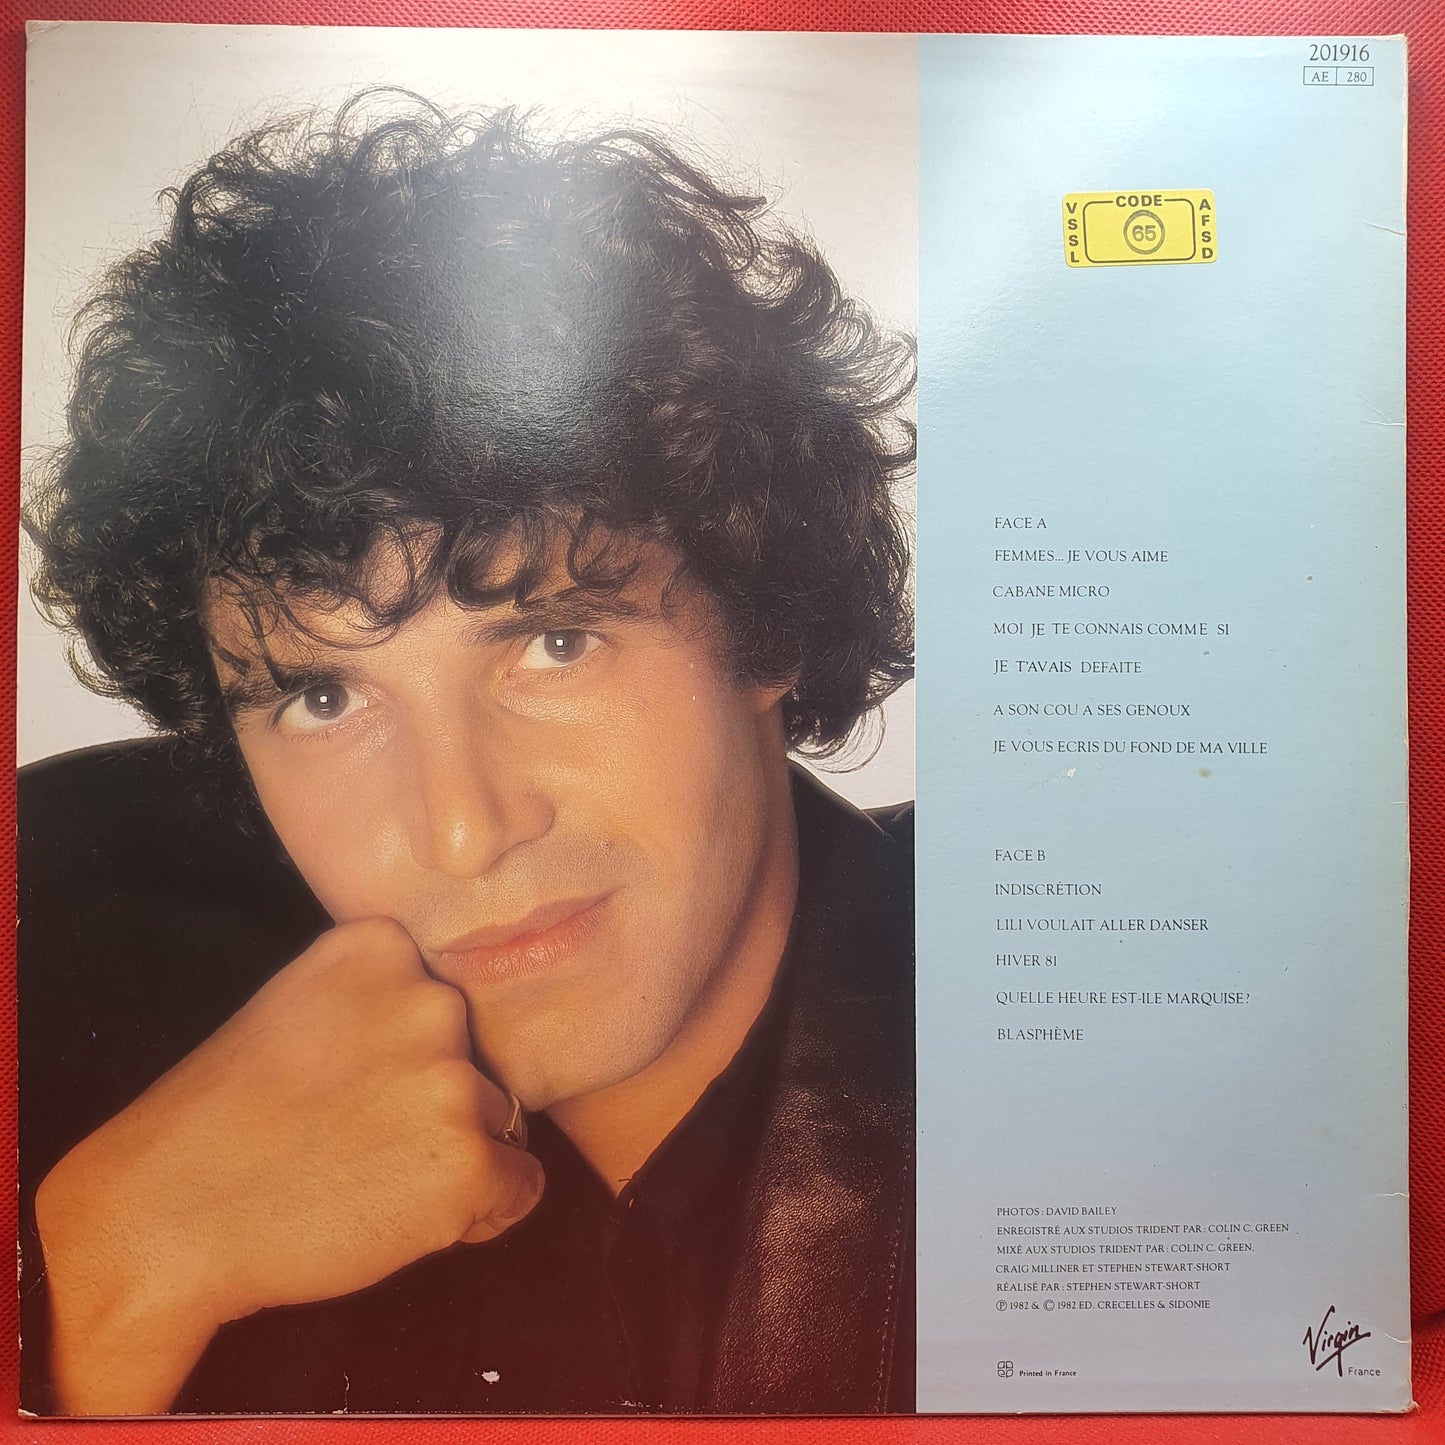 201916
AE 280
VSSL CODE 65 AFSD
FACE A
FEMMES... JE VOUS AIME
CABANE MICRO
MOI JE TE CONNAIS COMME SI
JE T'AVAIS DEFAITE
A SON COU A SES GENOUX
JE VOUS ECRIS DU FOND DE MA VILLE
FACE B
INDISCRÉTION
LILI VOULAIT ALLER DANSER
HIVER 81
QUELLE HEURE EST-ILE MARQUISE?
BLASPHÈME
PHOTOS : DAVID BAILEY
ENREGISTRÉ AUX STUDIOS TRIDENT PAR : COLIN C. GREEN
MIXÉ AUX STUDIOS TRIDENT PAR : COLIN C. GREEN,
CRAIG MILLINER ET STEPHEN STEWART-SHORT
RÉALISÉ PAR : STEPHEN STEWART-SHORT
℗ 1982 & © 1982 ED. CRECELLES & SIDONIE
Printed in France
Virgin
France